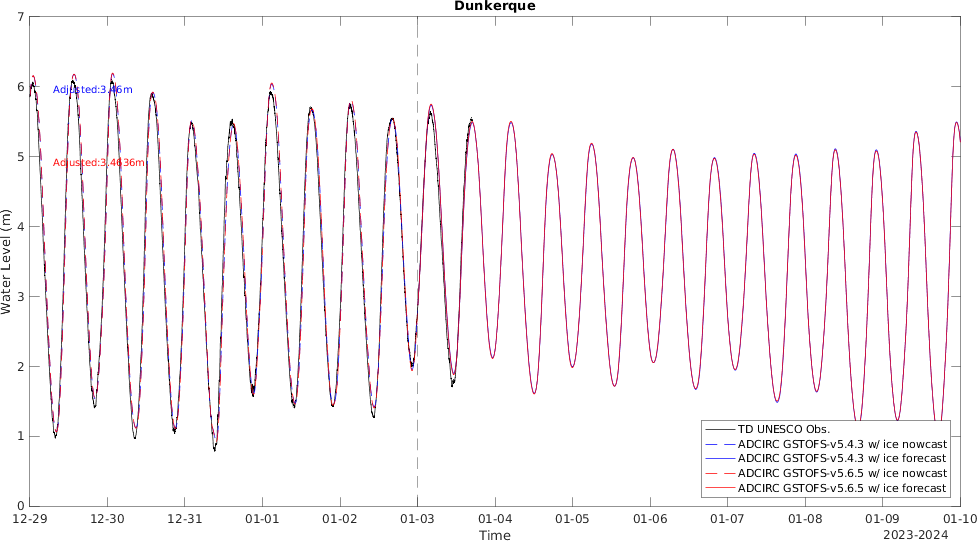 Dunkerque
7
6
5
4
3
2
1
0
Water Level (m)
Adjusted:3.46m
Adjusted:3.4636m
TD UNESCO Obs.
ADCIRC GSTOFS-v5.4.3 w/ ice nowcast
ADCIRC GSTOFS-v5.4.3 w/ ice forecast
ADCIRC GSTOFS-v5.6.5 w/ ice nowcast
ADCIRC GSTOFS-v5.6.5 w/ ice forecast
12-29 12-30 12-31 01-01 01-02 01-03 01-04 01-05 01-06 01-07 01-08 01-09 01-10
Time
2023-2024